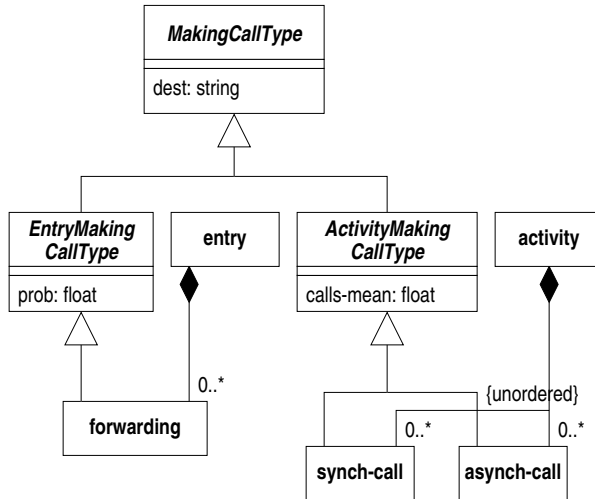 MakingCallType
dest: string
EntryMaking
CallType
prob: float
entry
ActivityMaking
CallType
calls-mean: float
activity
0..*
{unordered}
0..*
0..*
forwarding
synch-call
asynch-call